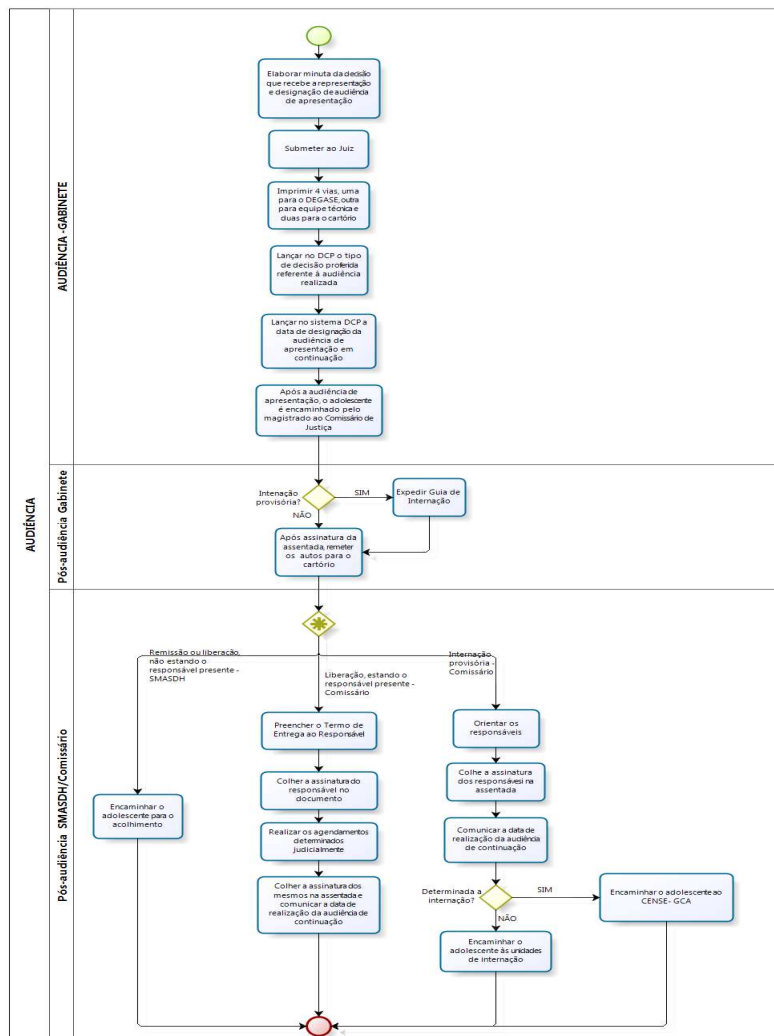 AUDIÊNCIA
AUDIÊNCIA -GABINETE
Elaborar minuta da decisão
que recebe a representação
e designação de audiência
de apresentação
Submeter ao Juiz
Imprimir 4 vias, uma
para o DEGASE, outra
para equipe técnica e
duas para o cartório
Lançar no DCP o tipo
de decisão proferida
referente à audiência
realizada
Lançar no sistema DCP a
data de designação da
audiência de
apresentação em
continuação
Após a audiência de
apresentação, o adolescente
é encaminhado pelo
magistrado ao Comissário de
Justiça
Pós-audiência Gabinete
Intenação
provisória?
SIM
Expedir Guia de
Internação
NÃO
Após assinatura da
assentada, remeter
os autos para o
cartório
Pós-audiência SMASDH/Comissário
Remissão ou liberação,
não estando o
responsável presente -
SMASDH
Encaminhar o
adolescente para o
acolhimento
Liberação, estando o
responsável presente -
Comissário
Preencher o Termo de
Entrega ao Responsável
Colher a assinatura do
responsável no
documento
Realizar os agendamentos
determinados
judicialmente
Colher a assinatura dos
mesmos na assentada e
comunicar a data de
realização da audiência de
continuação
Internação
provisória -
Comissário
Orientar os
responsáveis
Colhe a assinatura
dos responsávesi na
assentada
Comunicar a data de
realização da audiência
de continuação
Determinada a
internação?
SIM
Encaminhar o adolescente ao
CENSE- GCA
NÃO
Encaminhar o
adolescente às unidades
de internação